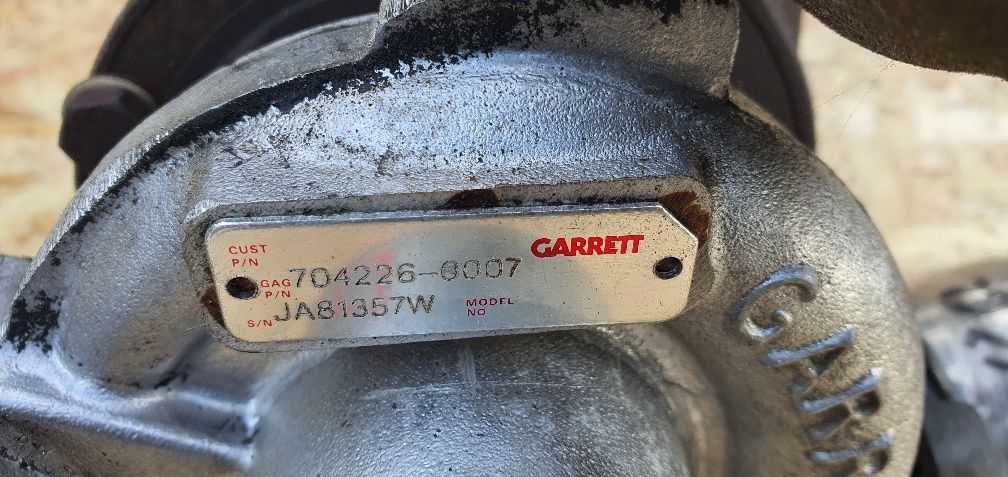 CUST
P/N
GARRETT
GAG
P/N 704226-0007
S/N JA81357W MODEL
NO
GARR